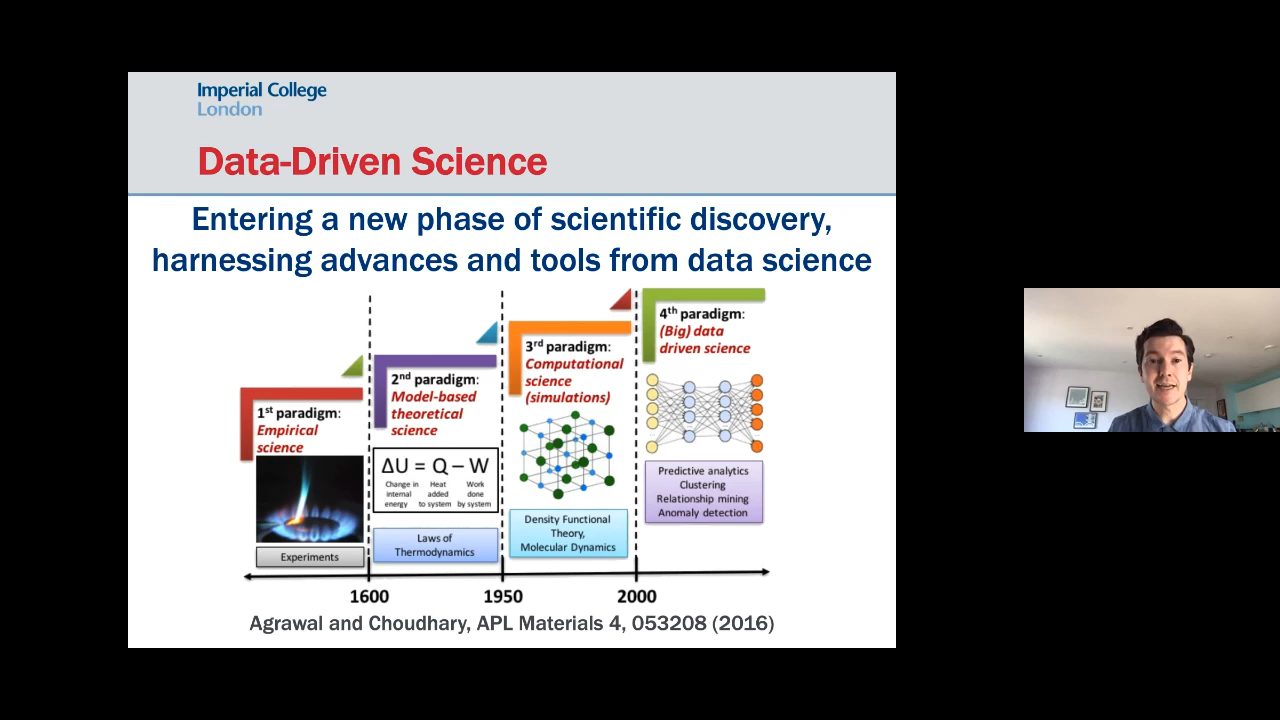 Imperial College
London
Data-Driven Science
Entering a new phase of scientific discovery,
harnessing advances and tools from data science
1st paradigm:
Empirical
science
Experiments
2nd paradigm:
Model-based
theoretical
science
ΔU = Q – W
Change in internal energy
Heat added to system
Work done by system
Laws of
Thermodynamics
3rd paradigm:
Computational
science
(simulations)
Density Functional
Theory,
Molecular Dynamics
4th paradigm:
(Big) data
driven science
Predictive analytics
Clustering
Relationship mining
Anomaly detection
1600 1950 2000
Agrawal and Choudhary, APL Materials 4, 053208 (2016)